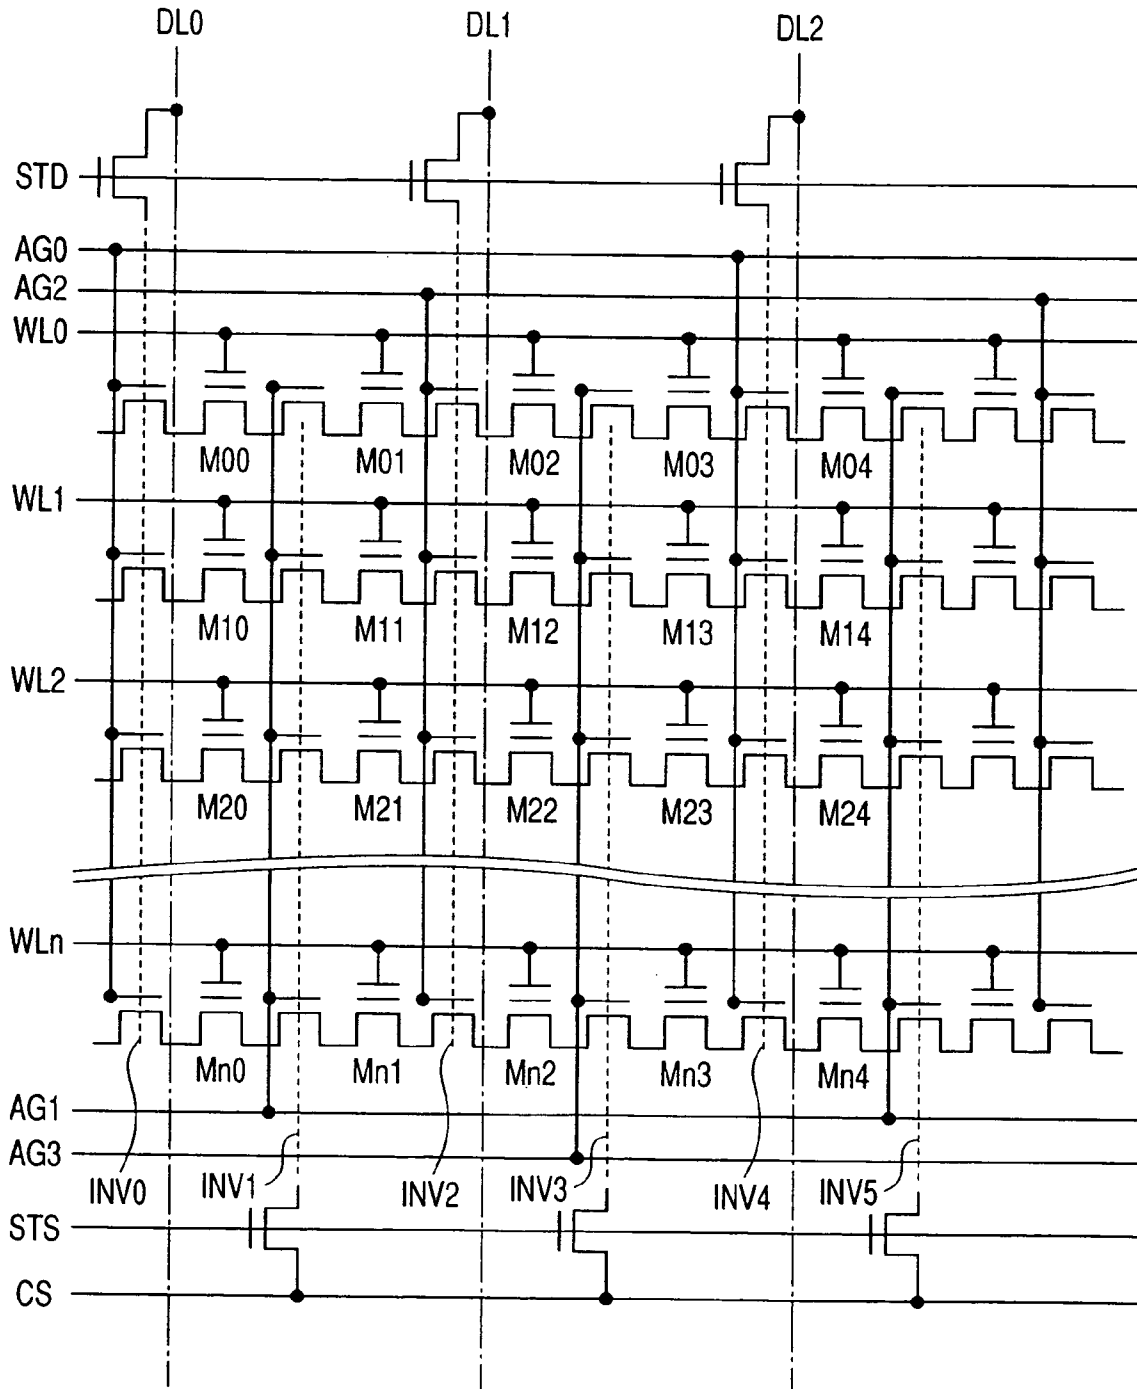 DL0 DL1 DL2
STD
AG0
AG2
WL0
M00 M01 M02 M03 M04
WL1
M10 M11 M12 M13 M14
WL2
M20 M21 M22 M23 M24
WLn
Mn0 Mn1 Mn2 Mn3 Mn4
AG1
AG3
INV0 INV1 INV2 INV3 INV4 INV5
STS
CS